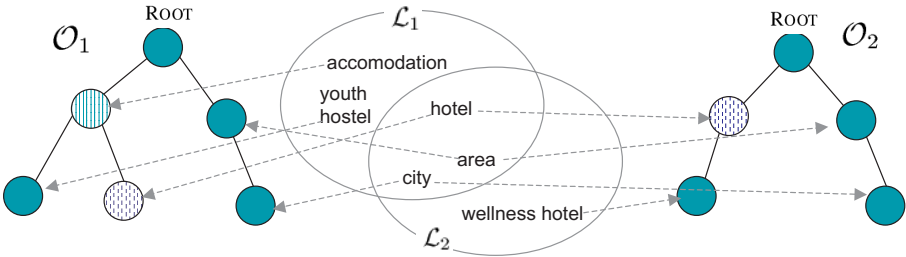 ROOT
𝒪1
ℒ1
ROOT
𝒪2
accomodation
youth
hostel
hotel
area
city
wellness hotel
ℒ2